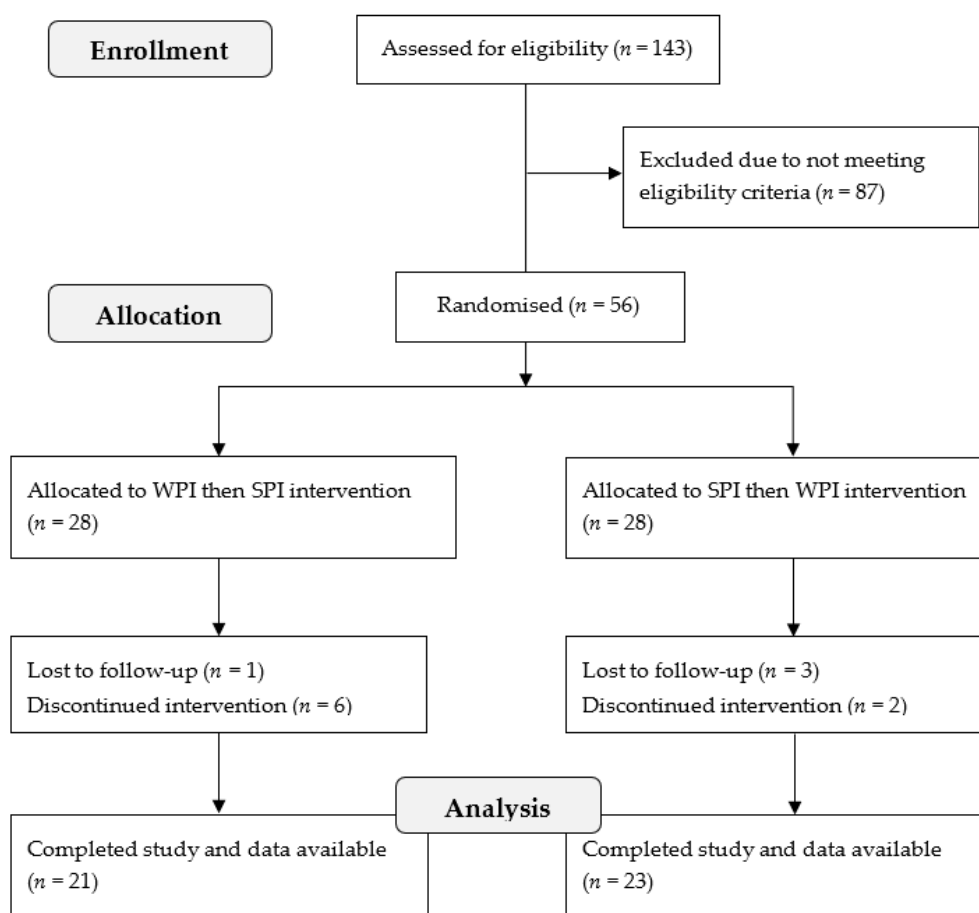 Enrollment
Assessed for eligibility (n = 143)
Excluded due to not meeting
eligibility criteria (n = 87)
Allocation
Randomised (n = 56)
Allocated to WPI then SPI intervention
(n = 28)
Allocated to SPI then WPI intervention
(n = 28)
Lost to follow-up (n = 1)
Discontinued intervention (n = 6)
Lost to follow-up (n = 3)
Discontinued intervention (n = 2)
Analysis
Completed study and data available
(n = 21)
Completed study and data available
(n = 23)